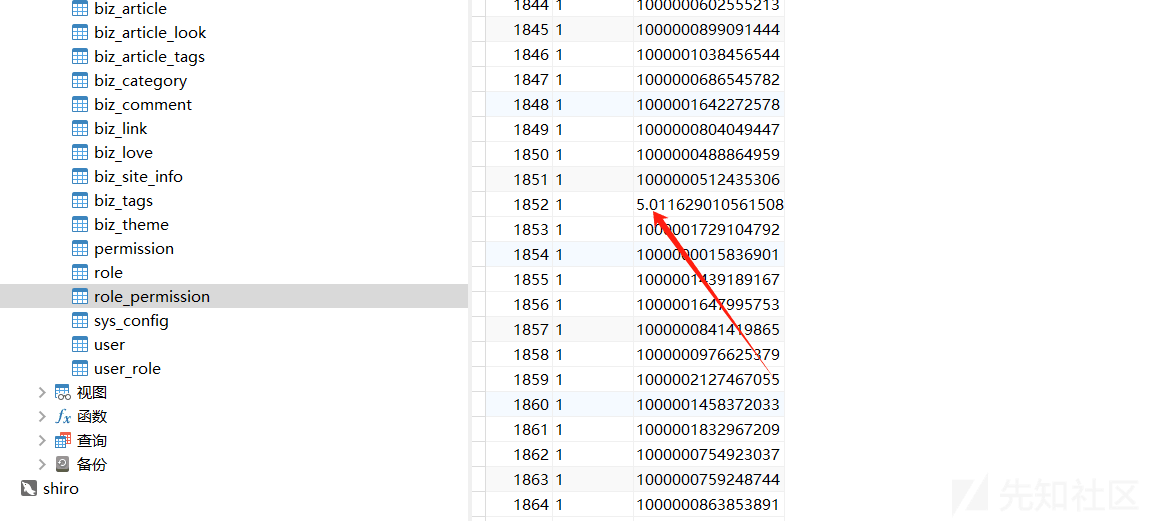 biz_article
biz_article_look
biz_article_tags
biz_category
biz_comment
biz_link
biz_love
biz_site_info
biz_tags
biz_theme
permission
role
role_permission
sys_config
user
user_role
视图
函数
查询
备份
shiro
1844 1 1000000602555213
1845 1 1000000899091444
1846 1 1000001038456544
1847 1 1000000686545782
1848 1 1000001642272578
1849 1 1000000804049447
1850 1 1000000488864959
1851 1 1000000512435306
1852 1 5.011629010561508
1853 1 1000001729104792
1854 1 1000000015836901
1855 1 1000001439189167
1856 1 1000001647995753
1857 1 1000000841419865
1858 1 1000000976625379
1859 1 1000002127467055
1860 1 1000001458372033
1861 1 1000001832967209
1862 1 1000000754923037
1863 1 1000000759248744
1864 1 1000000863853891
先知社区